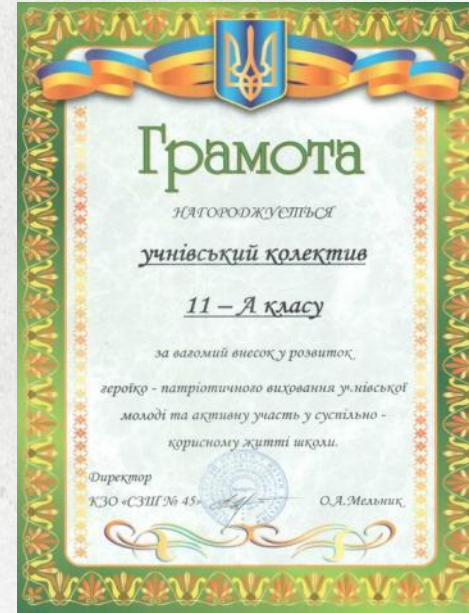 Грамота
НАГОРОДЖУЄТЬСЯ
учнівський колектив
11 – А класу
за вагомий внесок у розвиток
героїко - патріотичного виховання учнівської
молоді та активну участь у суспільно -
корисному житті школи.
Директор
КЗО «СЗШ № 45» О.А.Мельник